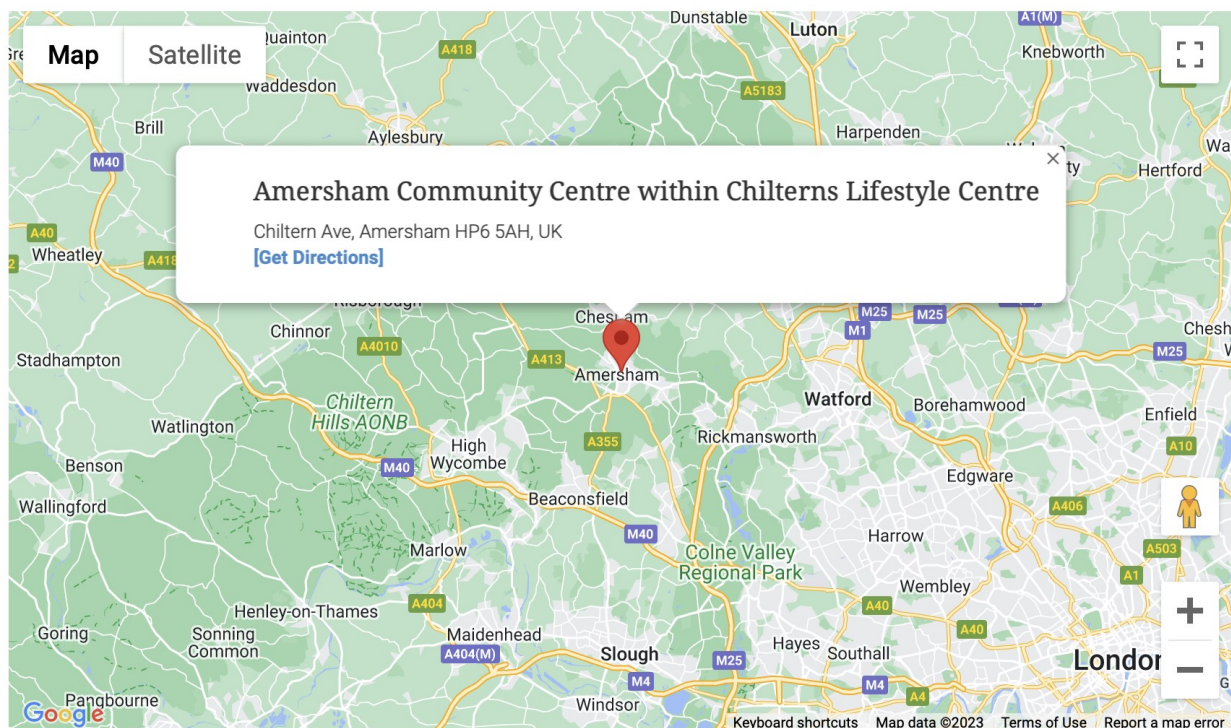 Dunstable
Luton
A1(M)
Quainton
Map
Satellite
A418
Knebworth
Waddesdon
A5183
Brill
Aylesbury
Harpenden
M40
Hertford
Amersham Community Centre within Chilterns Lifestyle Centre
Chiltern Ave, Amersham HP6 5AH, UK
[Get Directions]
A40
Wheatley
A418
M25
M25
M1
Chinnor
A4010
A413
Stadhampton
M25
Amersham
Chiltern
Hills AONB
Watford
Borehamwood
Enfield
Watlington
A355
Rickmansworth
A10
High
Wycombe
Benson
M40
Edgware
Wallingford
Beaconsfield
A406
M40
Harrow
Marlow
Colne Valley
Regional Park
A503
Wembley
A1
Henley-on-Thames
A404
A40
Goring
Sonning
Common
Maidenhead
A40
Hayes
Slough
Southall
A404(M)
M25
London
M4
M4
A4
Pangbourne
Windsor
Google
Keyboard shortcuts
Map data ©2023
Terms of Use
Report a map error